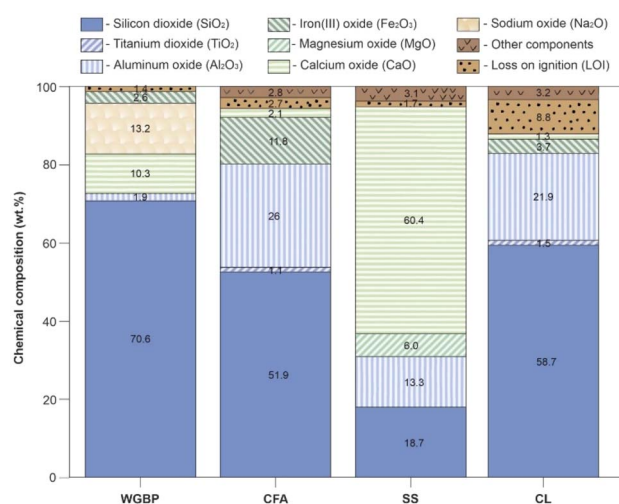 - Silicon dioxide (SiO₂)
- Iron(III) oxide (Fe₂O₃)
- Sodium oxide (Na₂O)
- Titanium dioxide (TiO₂)
- Magnesium oxide (MgO)
- Other components
- Aluminum oxide (Al₂O₃)
- Calcium oxide (CaO)
- Loss on ignition (LOI)
Chemical composition (wt.%)
100
80
60
40
20
0
1.4
2.6
13.2
10.3
1.9
70.6
2.8
2.7
2.1
11.8
26
1.1
51.9
3.1
1.7
60.4
6.0
13.3
18.7
3.2
8.8
1.3
3.7
21.9
1.5
58.7
WGBP
CFA
SS
CL